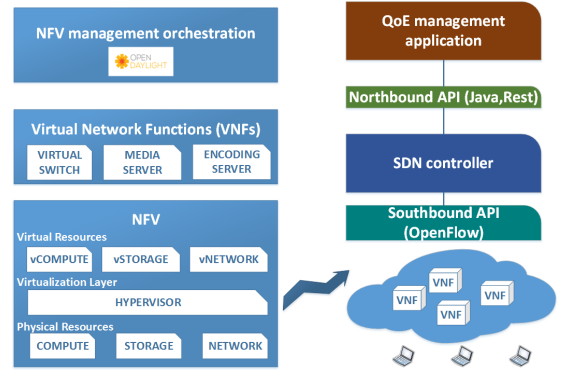 NFV management orchestration
OPEN
DAYLIGHT
Virtual Network Functions (VNFs)
VIRTUAL
SWITCH
MEDIA
SERVER
ENCODING
SERVER
NFV
Virtual Resources
vCOMPUTE
vSTORAGE
vNETWORK
Virtualization Layer
HYPERVISOR
Physical Resources
COMPUTE
STORAGE
NETWORK
QoE management
application
Northbound API (Java,Rest)
SDN controller
Southbound API
(OpenFlow)
VNF
VNF
VNF
VNF